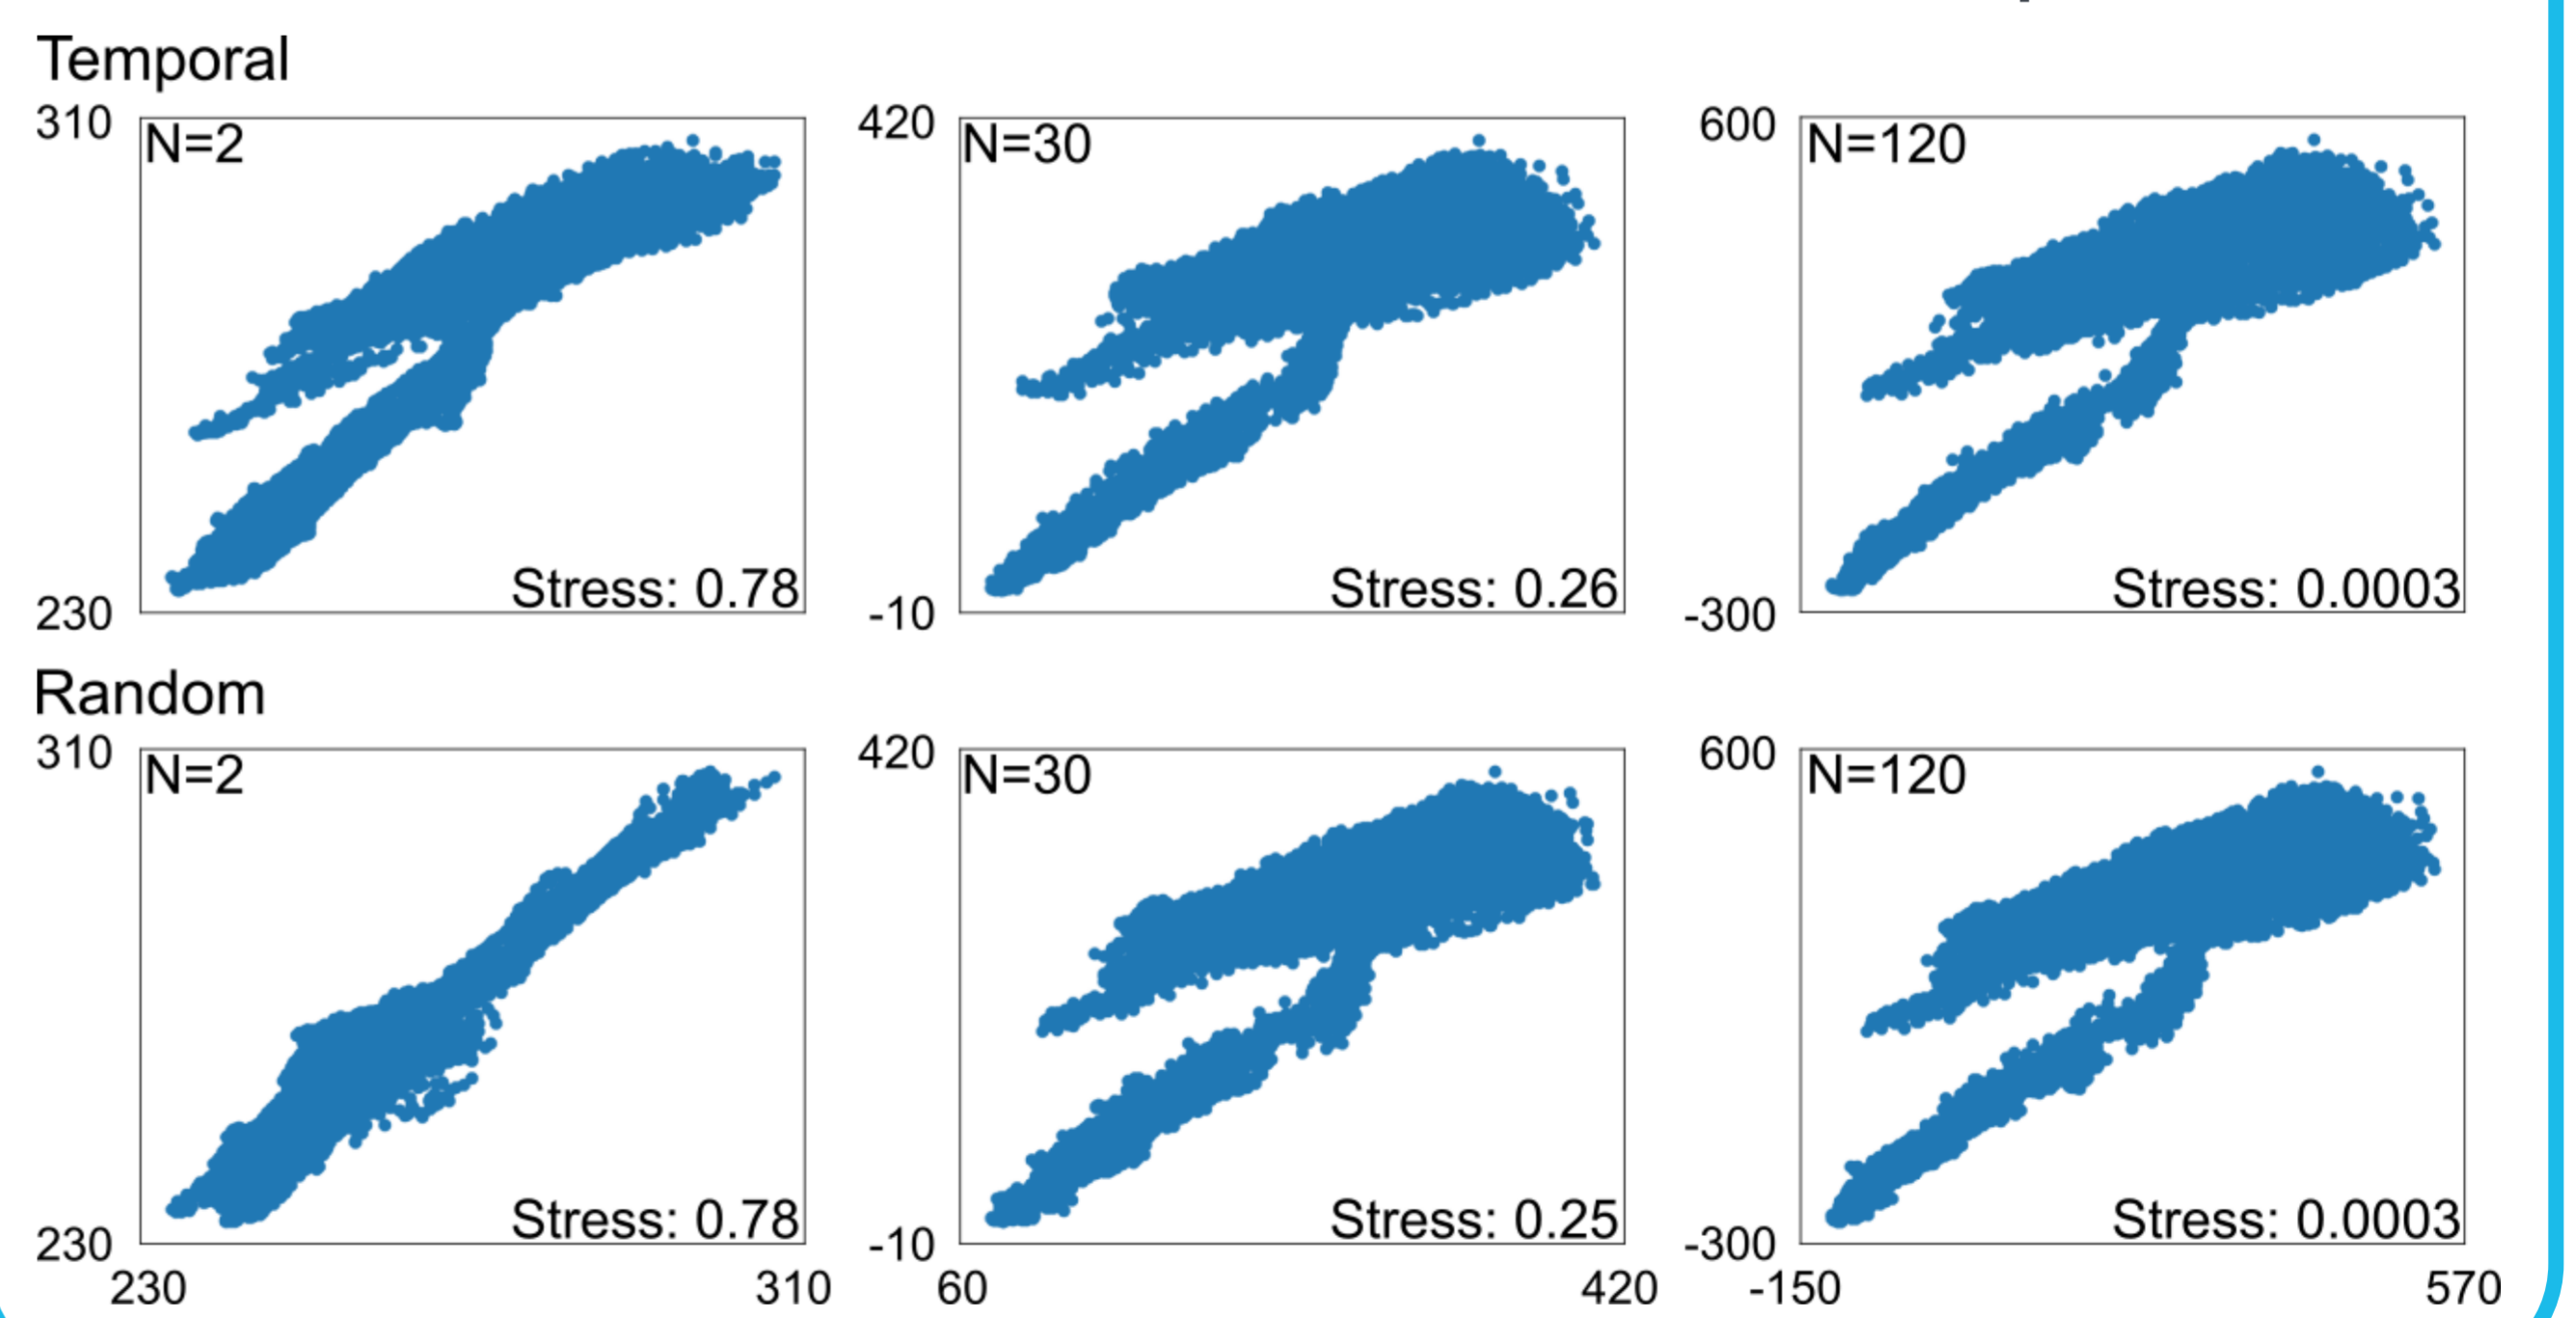 Temporal
310 N=2 420 N=30 600 N=120
230 Stress: 0.78 -10 Stress: 0.26 -300 Stress: 0.0003
Random
310 N=2 420 N=30 600 N=120
230 Stress: 0.78 -10 Stress: 0.25 -300 Stress: 0.0003
230 310 60 420 -150 570